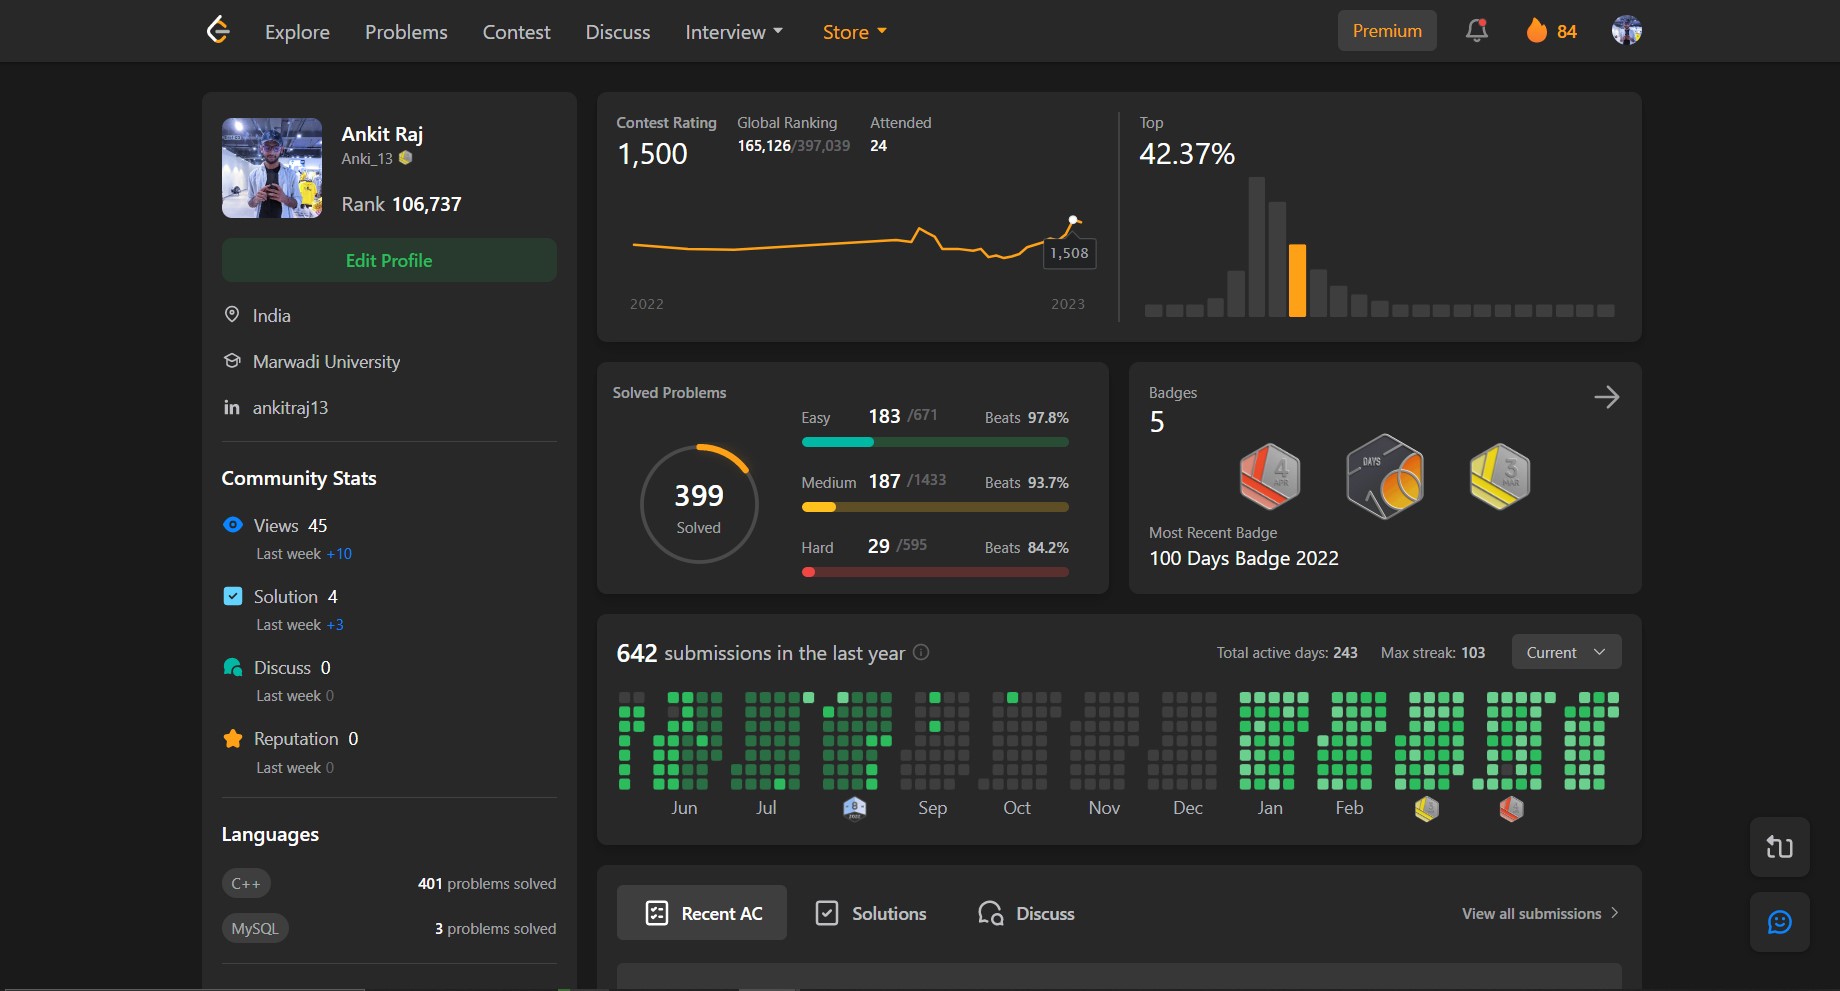 Explore Problems Contest Discuss Interview Store Premium 84
Ankit Raj
Anki_13
Rank 106,737
Edit Profile
India
Marwadi University
in ankitraj13
Community Stats
Views 45
Last week +10
Solution 4
Last week +3
Discuss 0
Last week 0
Reputation 0
Last week 0
Languages
C++ 401 problems solved
MySQL 3 problems solved
Contest Rating Global Ranking Attended
1,500 165,126/397,039 24
1,508
2022 2023
Top
42.37%
Solved Problems
399
Solved
Easy 183 /671 Beats 97.8%
Medium 187 /1433 Beats 93.7%
Hard 29 /595 Beats 84.2%
Badges
5
4 APR
DAYS
3 MAR
Most Recent Badge
100 Days Badge 2022
642 submissions in the last year Total active days: 243 Max streak: 103 Current
Jun Jul Sep Oct Nov Dec Jan Feb
Recent AC Solutions Discuss View all submissions